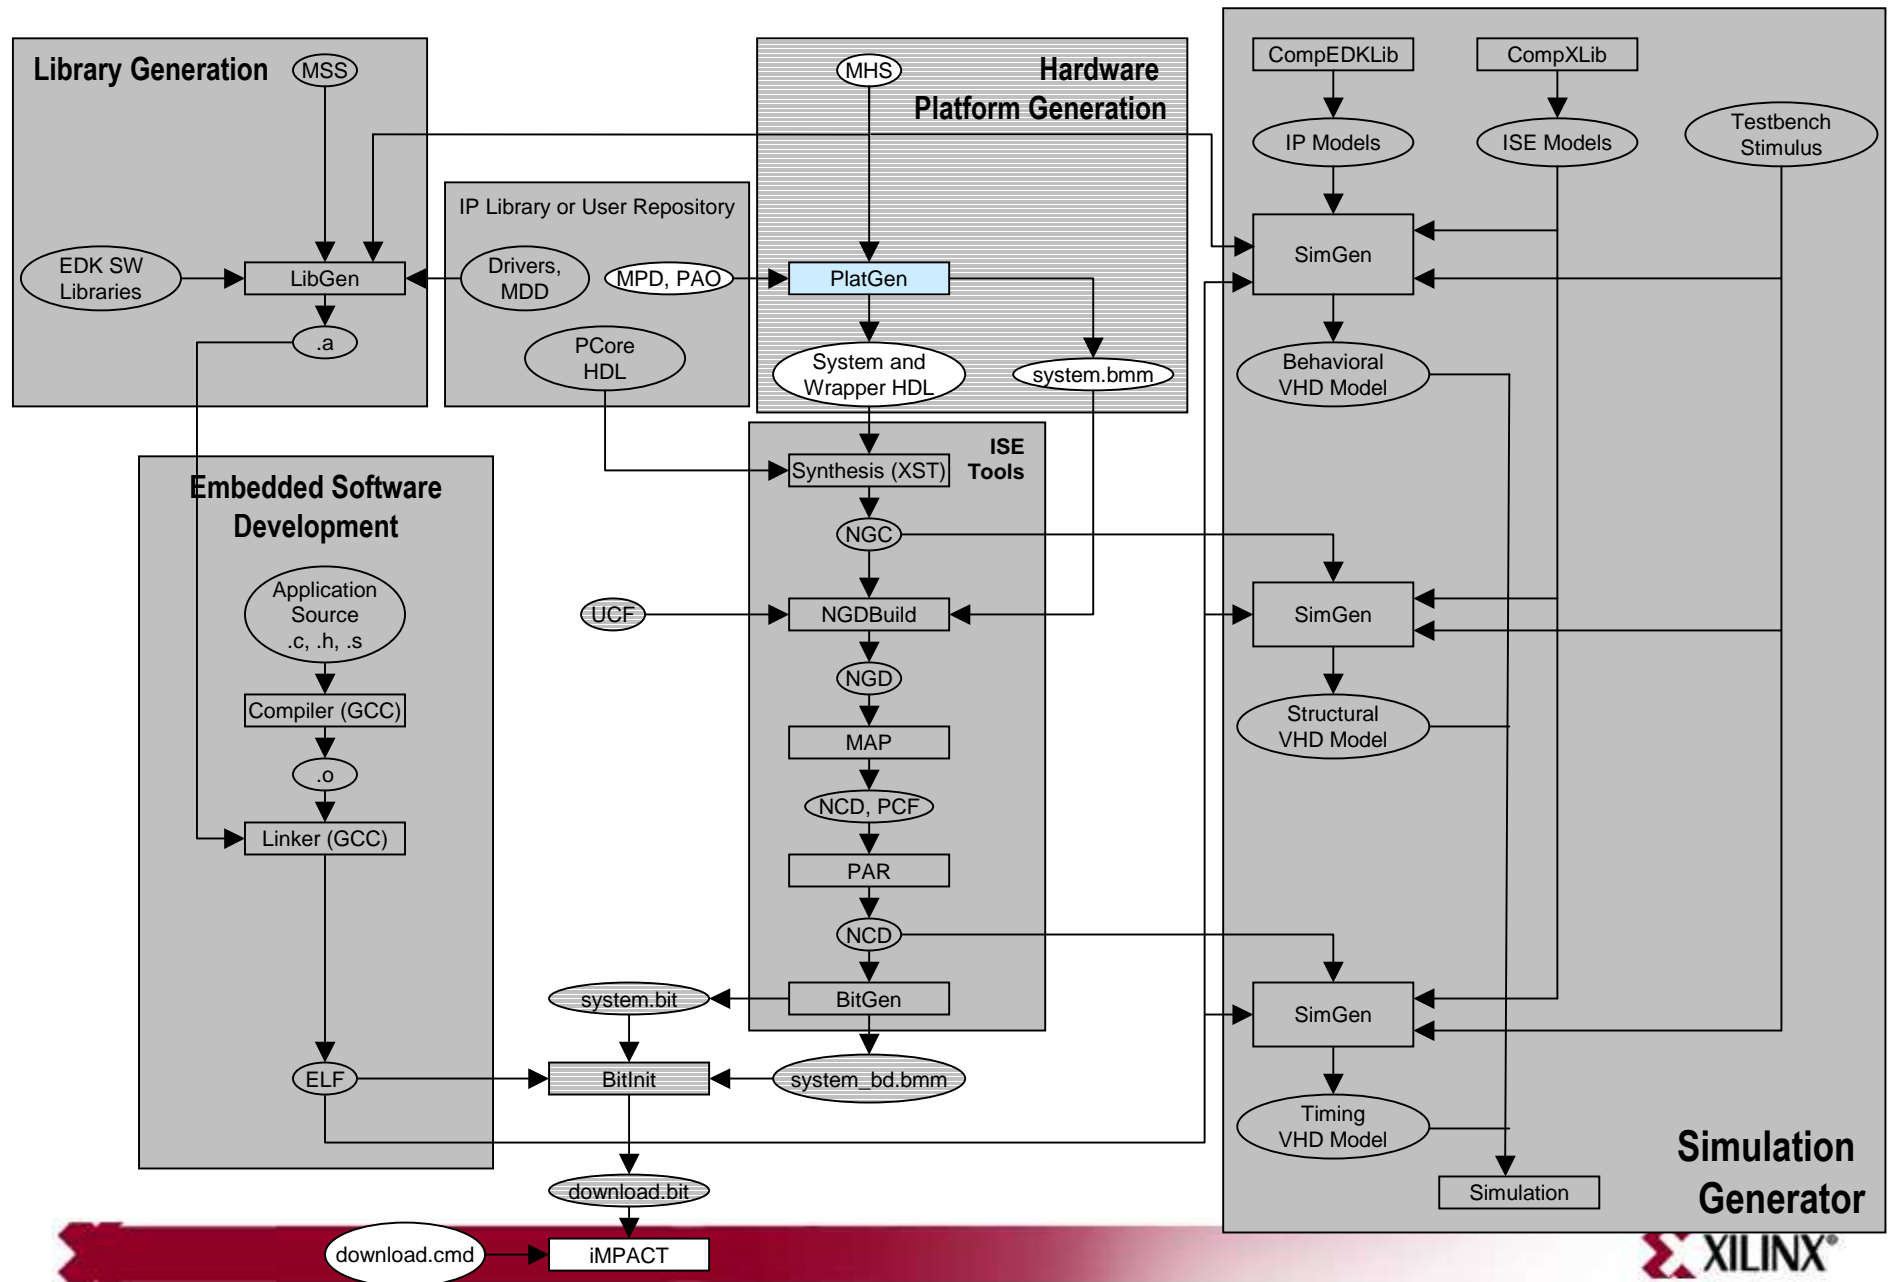 Library Generation
MSS
EDK SW
Libraries
LibGen
.a
IP Library or User Repository
Drivers,
MDD
MPD, PAO
PCore
HDL
MHS
Hardware
Platform Generation
PlatGen
System and
Wrapper HDL
system.bmm
ISE
Tools
Synthesis (XST)
NGC
UCF
NGDBuild
NGD
MAP
NCD, PCF
PAR
NCD
BitGen
Embedded Software
Development
Application
Source
.c, .h, .s
Compiler (GCC)
.o
Linker (GCC)
ELF
system.bit
BitInit
system_bd.bmm
download.bit
download.cmd
iMPACT
CompEDKLib
CompXLib
IP Models
ISE Models
Testbench
Stimulus
SimGen
Behavioral
VHD Model
SimGen
Structural
VHD Model
SimGen
Timing
VHD Model
Simulation
Simulation
Generator
XILINX®